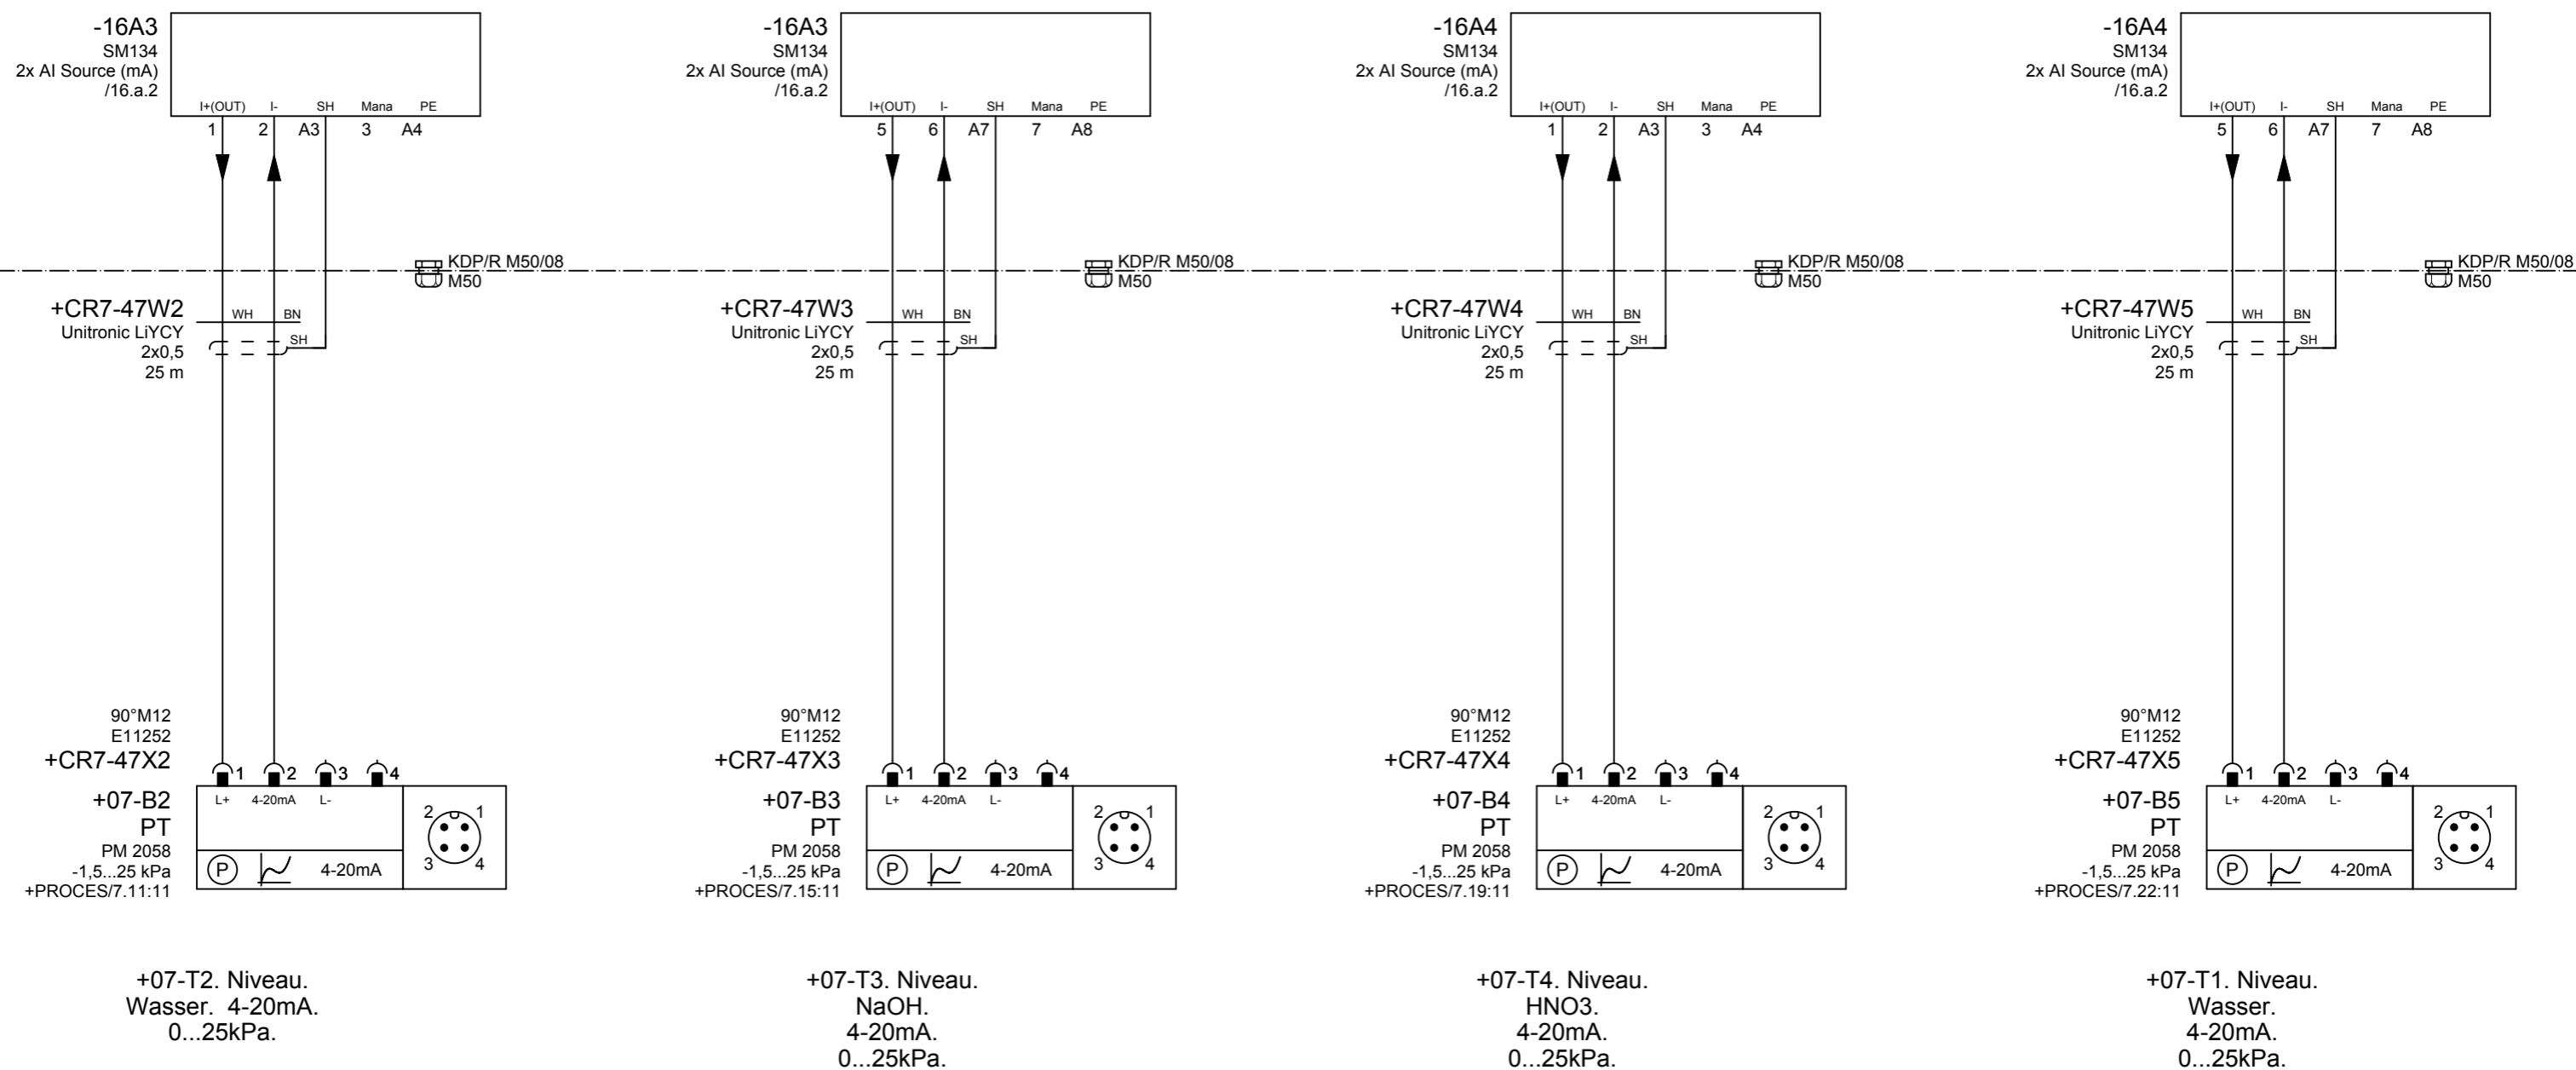 -16A3
SM134
2x AI Source (mA)
/16.a.2
I+(OUT) I- SH Mana PE
1 2 A3 3 A4
KDP/R M50/08
M50
+CR7-47W2
Unitronic LiYCY
2x0,5
25 m
WH BN
SH
90°M12
E11252
+CR7-47X2
1 2 3 4
+07-B2
PT
PM 2058
-1,5...25 kPa
+PROCES/7.11:11
L+ 4-20mA L-
P 4-20mA
2 1
3 4
+07-T2. Niveau.
Wasser. 4-20mA.
0...25kPa.
-16A3
SM134
2x AI Source (mA)
/16.a.2
I+(OUT) I- SH Mana PE
5 6 A7 7 A8
KDP/R M50/08
M50
+CR7-47W3
Unitronic LiYCY
2x0,5
25 m
WH BN
SH
90°M12
E11252
+CR7-47X3
1 2 3 4
+07-B3
PT
PM 2058
-1,5...25 kPa
+PROCES/7.15:11
L+ 4-20mA L-
P 4-20mA
2 1
3 4
+07-T3. Niveau.
NaOH.
4-20mA.
0...25kPa.
-16A4
SM134
2x AI Source (mA)
/16.a.2
I+(OUT) I- SH Mana PE
1 2 A3 3 A4
KDP/R M50/08
M50
+CR7-47W4
Unitronic LiYCY
2x0,5
25 m
WH BN
SH
90°M12
E11252
+CR7-47X4
1 2 3 4
+07-B4
PT
PM 2058
-1,5...25 kPa
+PROCES/7.19:11
L+ 4-20mA L-
P 4-20mA
2 1
3 4
+07-T4. Niveau.
HNO3.
4-20mA.
0...25kPa.
-16A4
SM134
2x AI Source (mA)
/16.a.2
I+(OUT) I- SH Mana PE
5 6 A7 7 A8
KDP/R M50/08
M50
+CR7-47W5
Unitronic LiYCY
2x0,5
25 m
WH BN
SH
90°M12
E11252
+CR7-47X5
1 2 3 4
+07-B5
PT
PM 2058
-1,5...25 kPa
+PROCES/7.22:11
L+ 4-20mA L-
P 4-20mA
2 1
3 4
+07-T1. Niveau.
Wasser.
4-20mA.
0...25kPa.